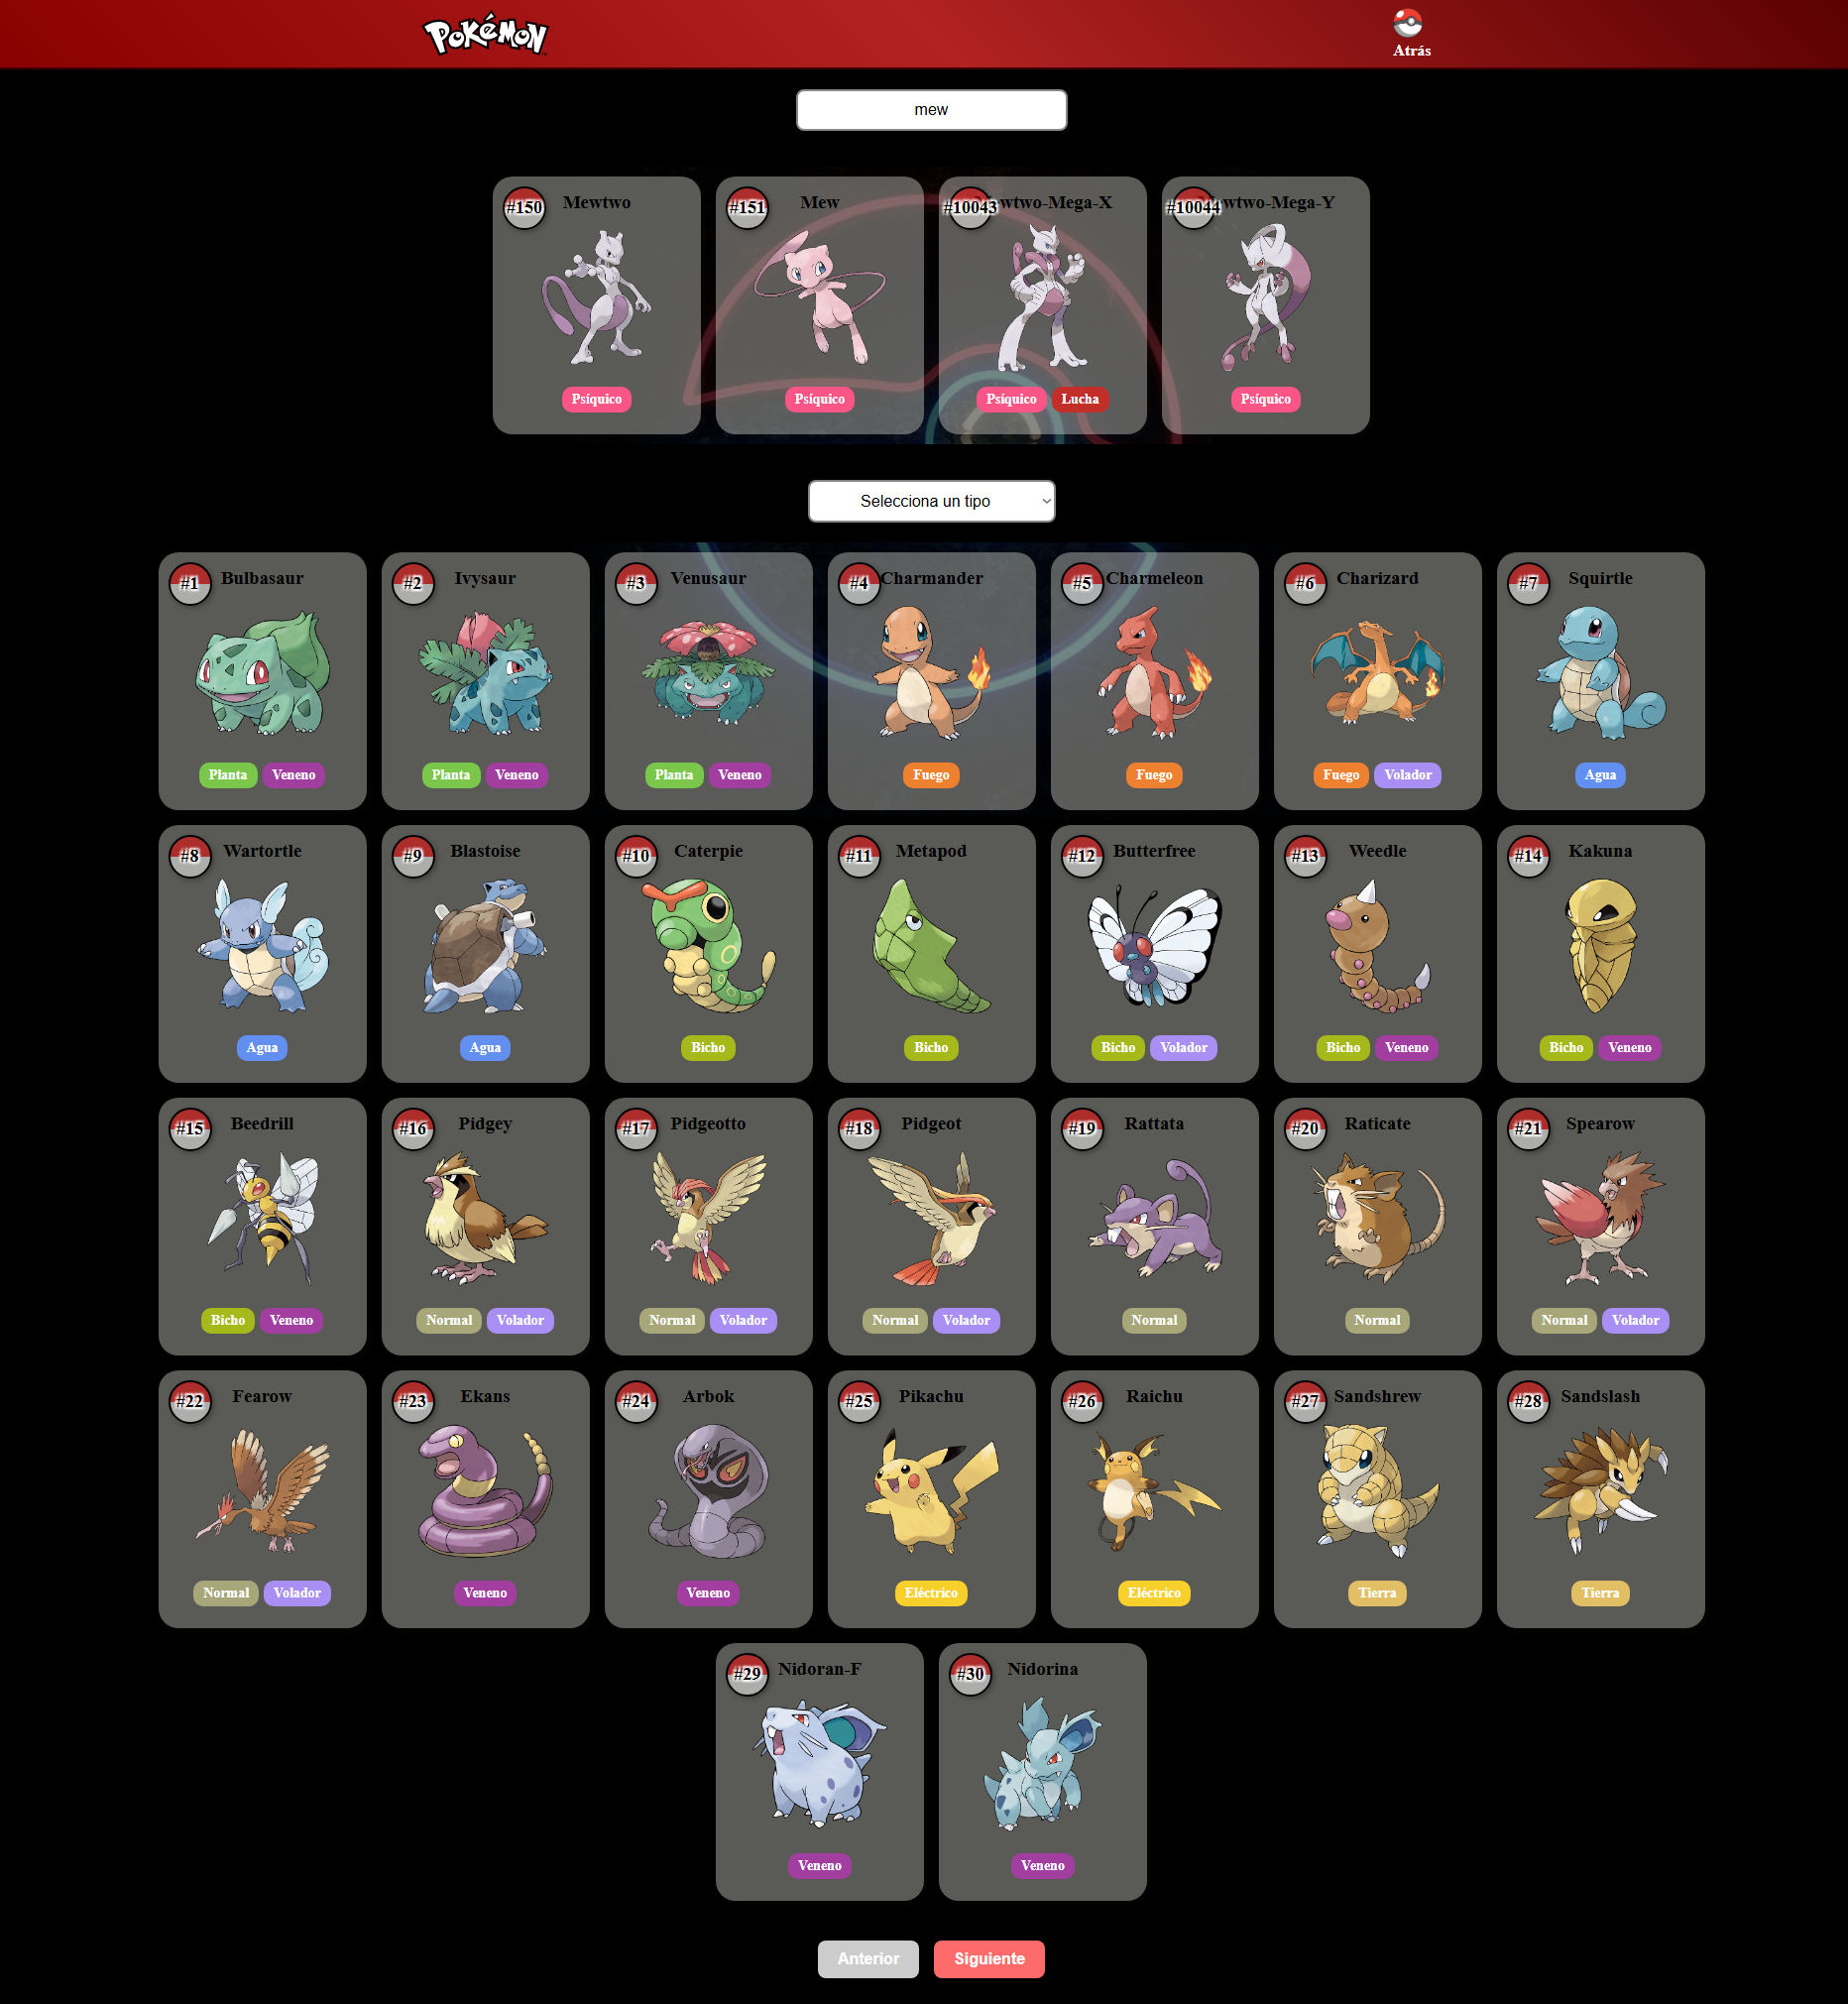 POKéMON
Atrás
mew
#150 Mewtwo
#151 Mew
#10043 wtwo-Mega-X
#10044 wtwo-Mega-Y
Psíquico
Psíquico
Psíquico Lucha
Psíquico
Selecciona un tipo
#1 Bulbasaur
#2 Ivysaur
#3 Venusaur
#4 Charmander
#5 Charmeleon
#6 Charizard
#7 Squirtle
Planta Veneno
Planta Veneno
Planta Veneno
Fuego
Fuego
Fuego Volador
Agua
#8 Wartortle
#9 Blastoise
#10 Caterpie
#11 Metapod
#12 Butterfree
#13 Weedle
#14 Kakuna
Agua
Agua
Bicho
Bicho
Bicho Volador
Bicho Veneno
Bicho Veneno
#15 Beedrill
#16 Pidgey
#17 Pidgeotto
#18 Pidgeot
#19 Rattata
#20 Raticate
#21 Spearow
Bicho Veneno
Normal Volador
Normal Volador
Normal Volador
Normal
Normal
Normal Volador
#22 Fearow
#23 Ekans
#24 Arbok
#25 Pikachu
#26 Raichu
#27 Sandshrew
#28 Sandslash
Normal Volador
Veneno
Veneno
Eléctrico
Eléctrico
Tierra
Tierra
#29 Nidoran-F
#30 Nidorina
Veneno
Veneno
Anterior
Siguiente